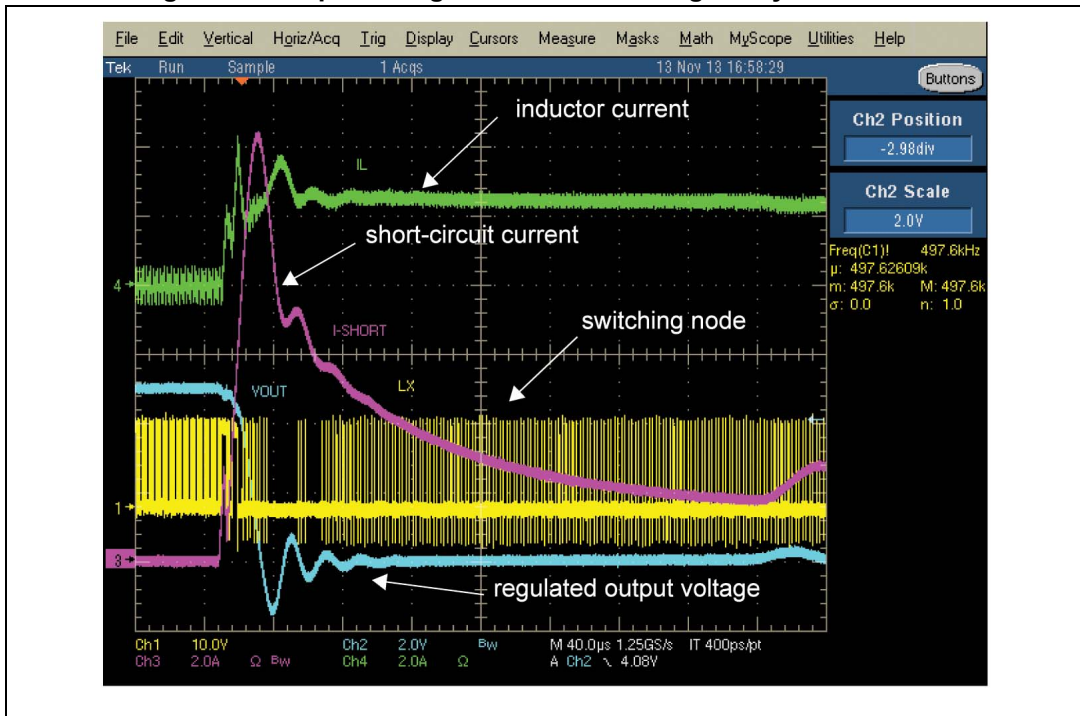 File Edit Vertical Horiz/Acq Trig Display Cursors Measure Masks Math MyScope Utilities Help
Tek Run Sample 1 Acqs 13 Nov 13 16:58:29
Buttons
inductor current
Ch2 Position
-2.98div
IL
Ch2 Scale
2.0V
short-circuit current
Freq(C1)! 497.6kHz
µ: 497.62609k
4
m: 497.6k M: 497.6k
σ: 0.0 n: 1.0
switching node
I-SHORT
VOUT
LX
1
3
regulated output voltage
Ch1 10.0V Ch2 2.0V Bw M 40.0µs 1.25GS/s IT 400ps/pt
Ch3 2.0A Ω Bw Ch4 2.0A Ω A Ch2 \ 4.08V